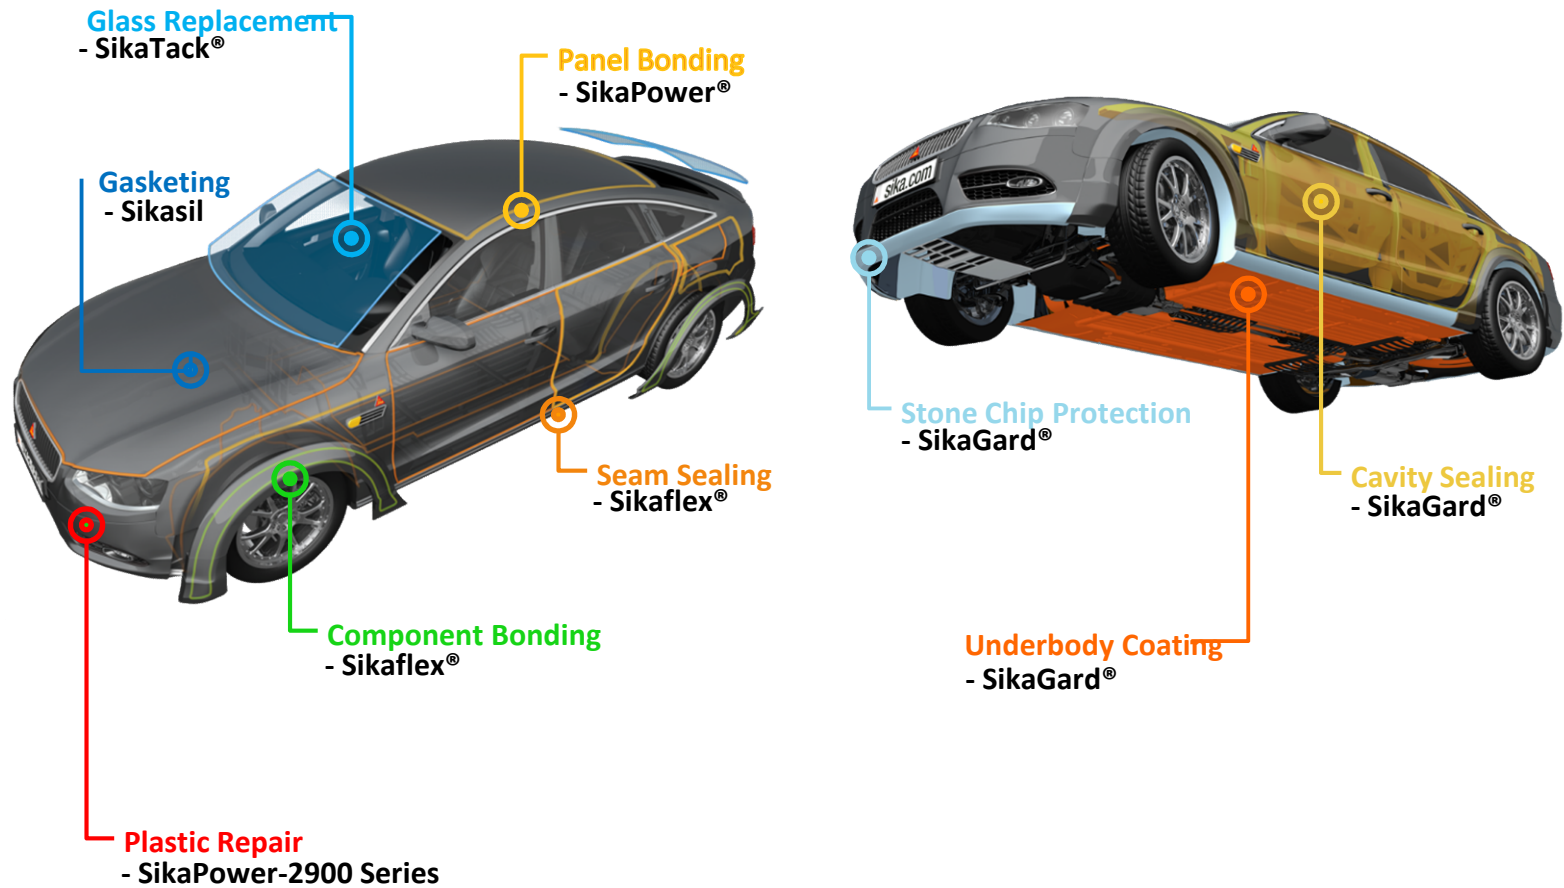 Glass Replacement
- SikaTack®
Panel Bonding
- SikaPower®
Gasketing
- Sikasil
Seam Sealing
- Sikaflex®
Component Bonding
- Sikaflex®
Plastic Repair
- SikaPower-2900 Series
sika.com
Stone Chip Protection
- SikaGard®
Cavity Sealing
- SikaGard®
Underbody Coating
- SikaGard®